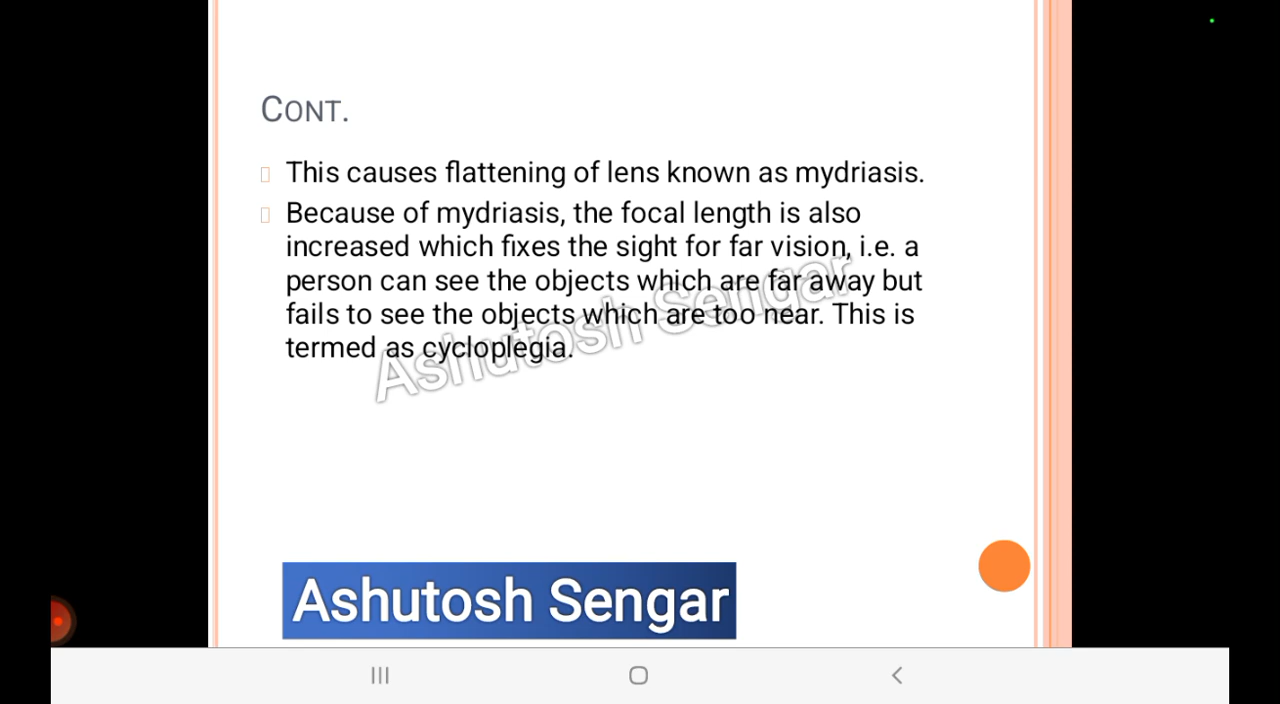 CONT.
This causes flattening of lens known as mydriasis.
Because of mydriasis, the focal length is also
increased which fixes the sight for far vision, i.e. a
person can see the objects which are far away but
fails to see the objects which are too near. This is
termed as cycloplegia.
Ashutosh Sengar
Ashutosh Sengar